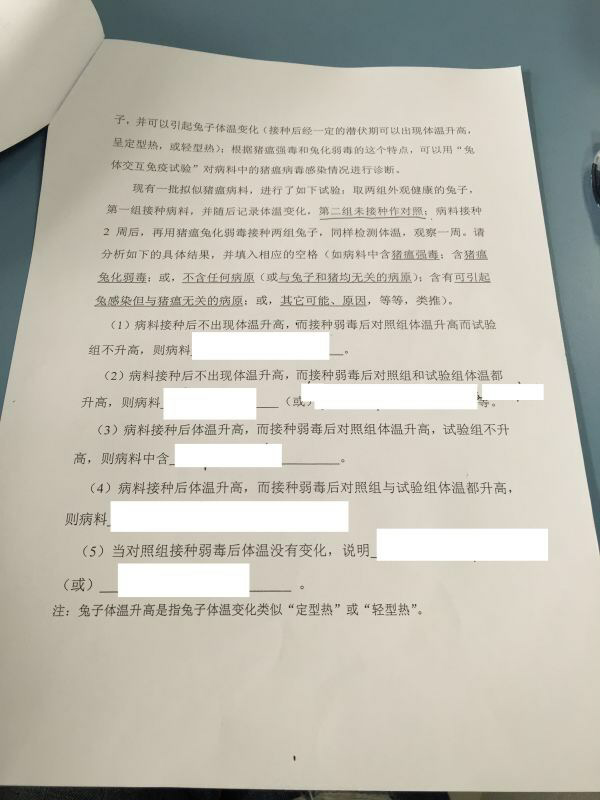 子，并可以引起兔子体温变化（接种后经一定的潜伏期可以出现体温升高，
呈定型热，或轻型热）；根据猪瘟强毒和兔化弱毒的这个特点，可以用“兔
体交互免疫试验”对病料中的猪瘟病毒感染情况进行诊断。
现有一批拟似猪瘟病料，进行了如下试验：取两组外观健康的兔子，
第一组接种病料，并随后记录体温变化，第二组未接种作对照；病料接种
2 周后，再用猪瘟兔化弱毒接种两组兔子，同样检测体温，观察一周。请
分析如下的具体结果，并填入相应的空格（如病料中含猪瘟强毒；含猪瘟
兔化弱毒；或，不含任何病原（或与兔子和猪均无关的病原）；含有可引起
兔感染但与猪瘟无关的病原；或，其它可能、原因，等等，类推）。
（1）病料接种后不出现体温升高，而接种弱毒后对照组体温升高而试验
组不升高，则病料 。
（2）病料接种后不出现体温升高，而接种弱毒后对照组和试验组体温都
升高，则病料 （或） 等。
（3）病料接种后体温升高，而接种弱毒后对照组体温升高，试验组不升
高，则病料中含 。
（4）病料接种后体温升高，而接种弱毒后对照组与试验组体温都升高，
则病料
（5）当对照组接种弱毒后体温没有变化，说明
（或） 。
注：兔子体温升高是指兔子体温变化类似“定型热”或“轻型热”。